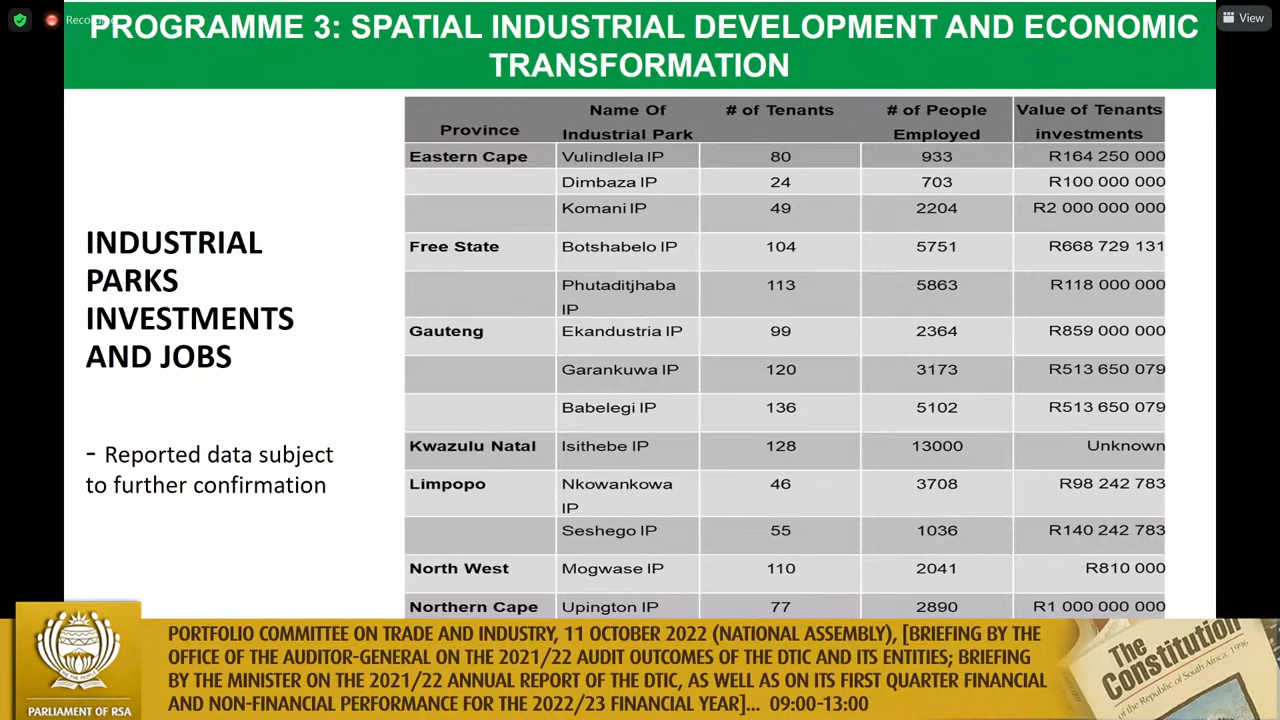 Recording
View
PROGRAMME 3: SPATIAL INDUSTRIAL DEVELOPMENT AND ECONOMIC
TRANSFORMATION
INDUSTRIAL
PARKS
INVESTMENTS
AND JOBS
- Reported data subject
to further confirmation
Province Name Of Industrial Park # of Tenants # of People Employed Value of Tenants investments
Eastern Cape Vulindlela IP 80 933 R164 250 000
Dimbaza IP 24 703 R100 000 000
Komani IP 49 2204 R2 000 000 000
Free State Botshabelo IP 104 5751 R668 729 131
Phutaditjhaba IP 113 5863 R118 000 000
Gauteng Ekandustria IP 99 2364 R859 000 000
Garankuwa IP 120 3173 R513 650 079
Babelegi IP 136 5102 R513 650 079
Kwazulu Natal Isithebe IP 128 13000 Unknown
Limpopo Nkowankowa IP 46 3708 R98 242 783
Seshego IP 55 1036 R140 242 783
North West Mogwase IP 110 2041 R810 000
Northern Cape Upington IP 77 2890 R1 000 000 000
PORTFOLIO COMMITTEE ON TRADE AND INDUSTRY, 11 OCTOBER 2022 (NATIONAL ASSEMBLY), [BRIEFING BY THE
OFFICE OF THE AUDITOR-GENERAL ON THE 2021/22 AUDIT OUTCOMES OF THE DTIC AND ITS ENTITIES; BRIEFING
BY THE MINISTER ON THE 2021/22 ANNUAL REPORT OF THE DTIC, AS WELL AS ON ITS FIRST QUARTER FINANCIAL
AND NON-FINANCIAL PERFORMANCE FOR THE 2022/23 FINANCIAL YEAR]... 09:00-13:00
PARLIAMENT OF RSA
The
Constitution
of the Republic of South Africa, 1996